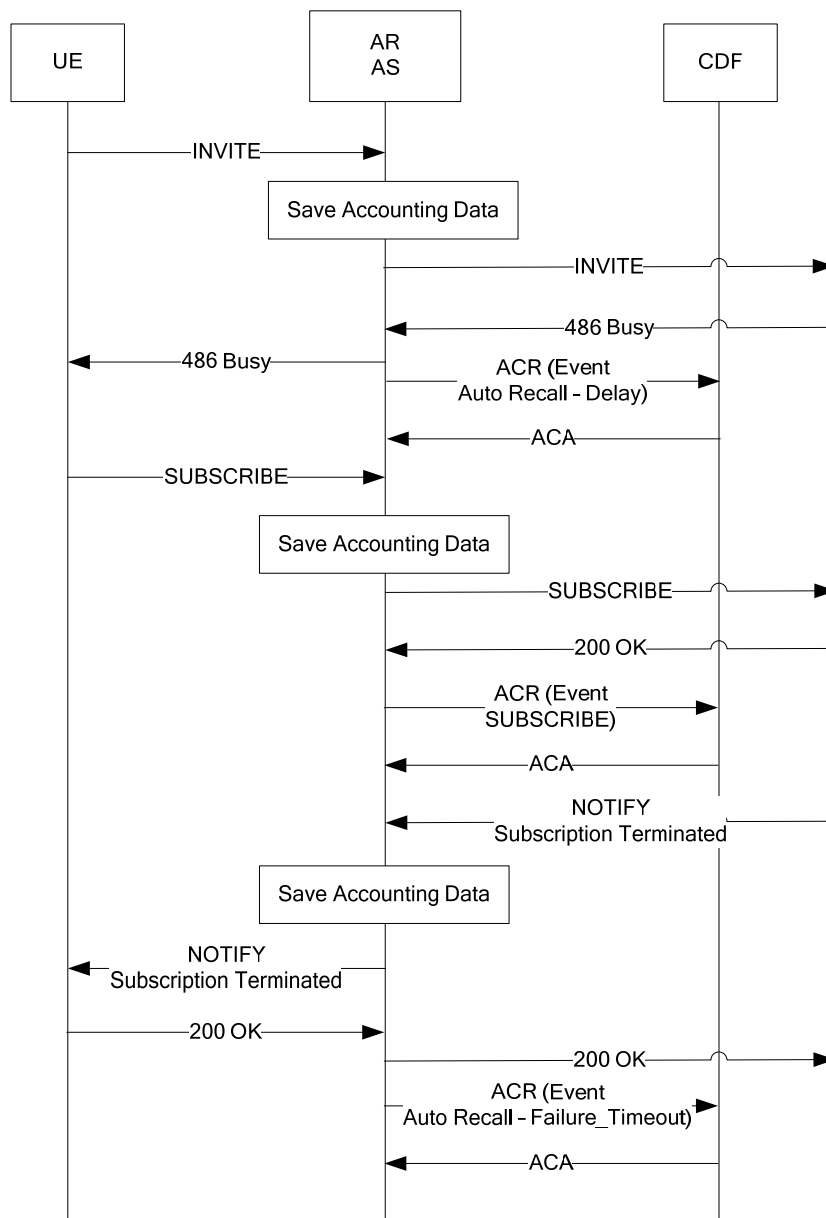 UE
AR
AS
CDF
INVITE
Save Accounting Data
INVITE
486 Busy
486 Busy
ACR (Event
Auto Recall - Delay)
ACA
SUBSCRIBE
Save Accounting Data
SUBSCRIBE
200 OK
ACR (Event
SUBSCRIBE)
ACA
NOTIFY
Subscription Terminated
Save Accounting Data
NOTIFY
Subscription Terminated
200 OK
200 OK
ACR (Event
Auto Recall - Failure_Timeout)
ACA